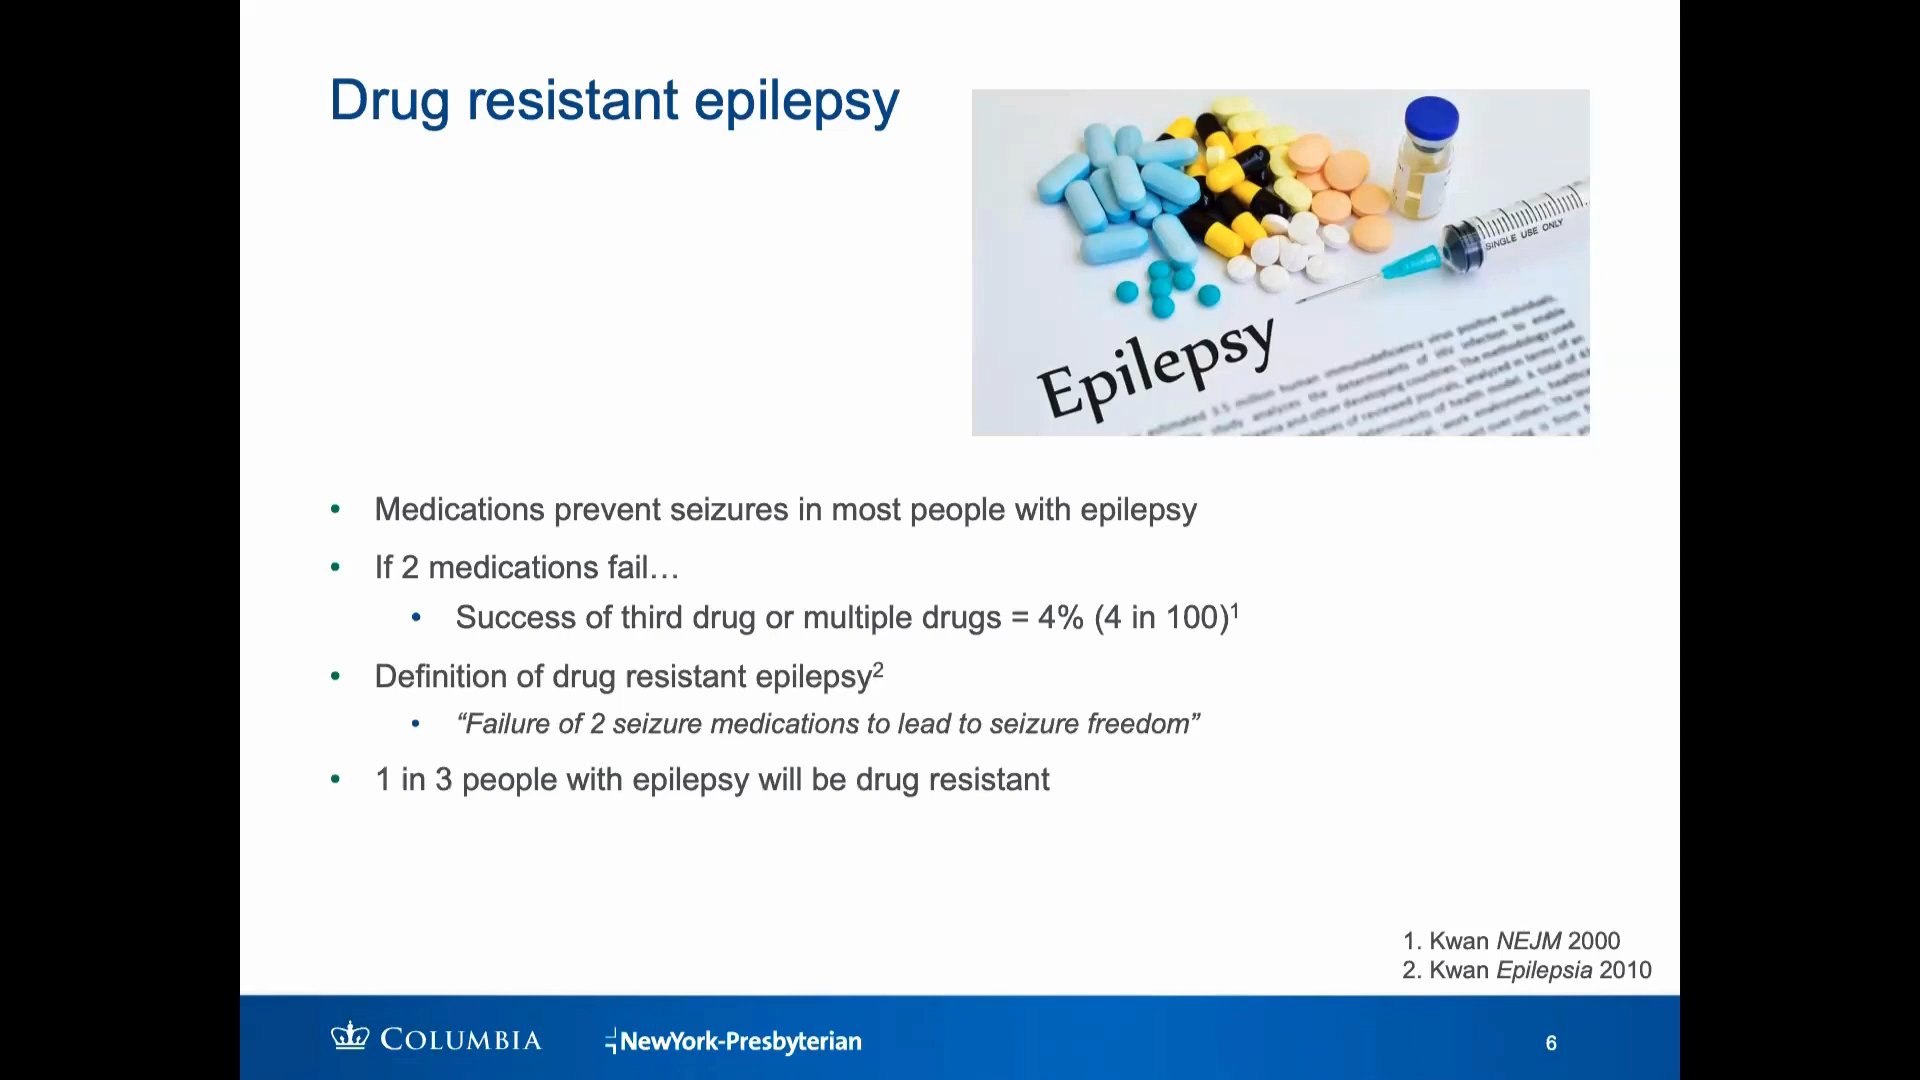 Drug resistant epilepsy
SINGLE USE ONLY
Epilepsy
• Medications prevent seizures in most people with epilepsy
• If 2 medications fail…
• Success of third drug or multiple drugs = 4% (4 in 100)¹
• Definition of drug resistant epilepsy²
• “Failure of 2 seizure medications to lead to seizure freedom”
• 1 in 3 people with epilepsy will be drug resistant
1. Kwan NEJM 2000
2. Kwan Epilepsia 2010
COLUMBIA
NewYork-Presbyterian
6